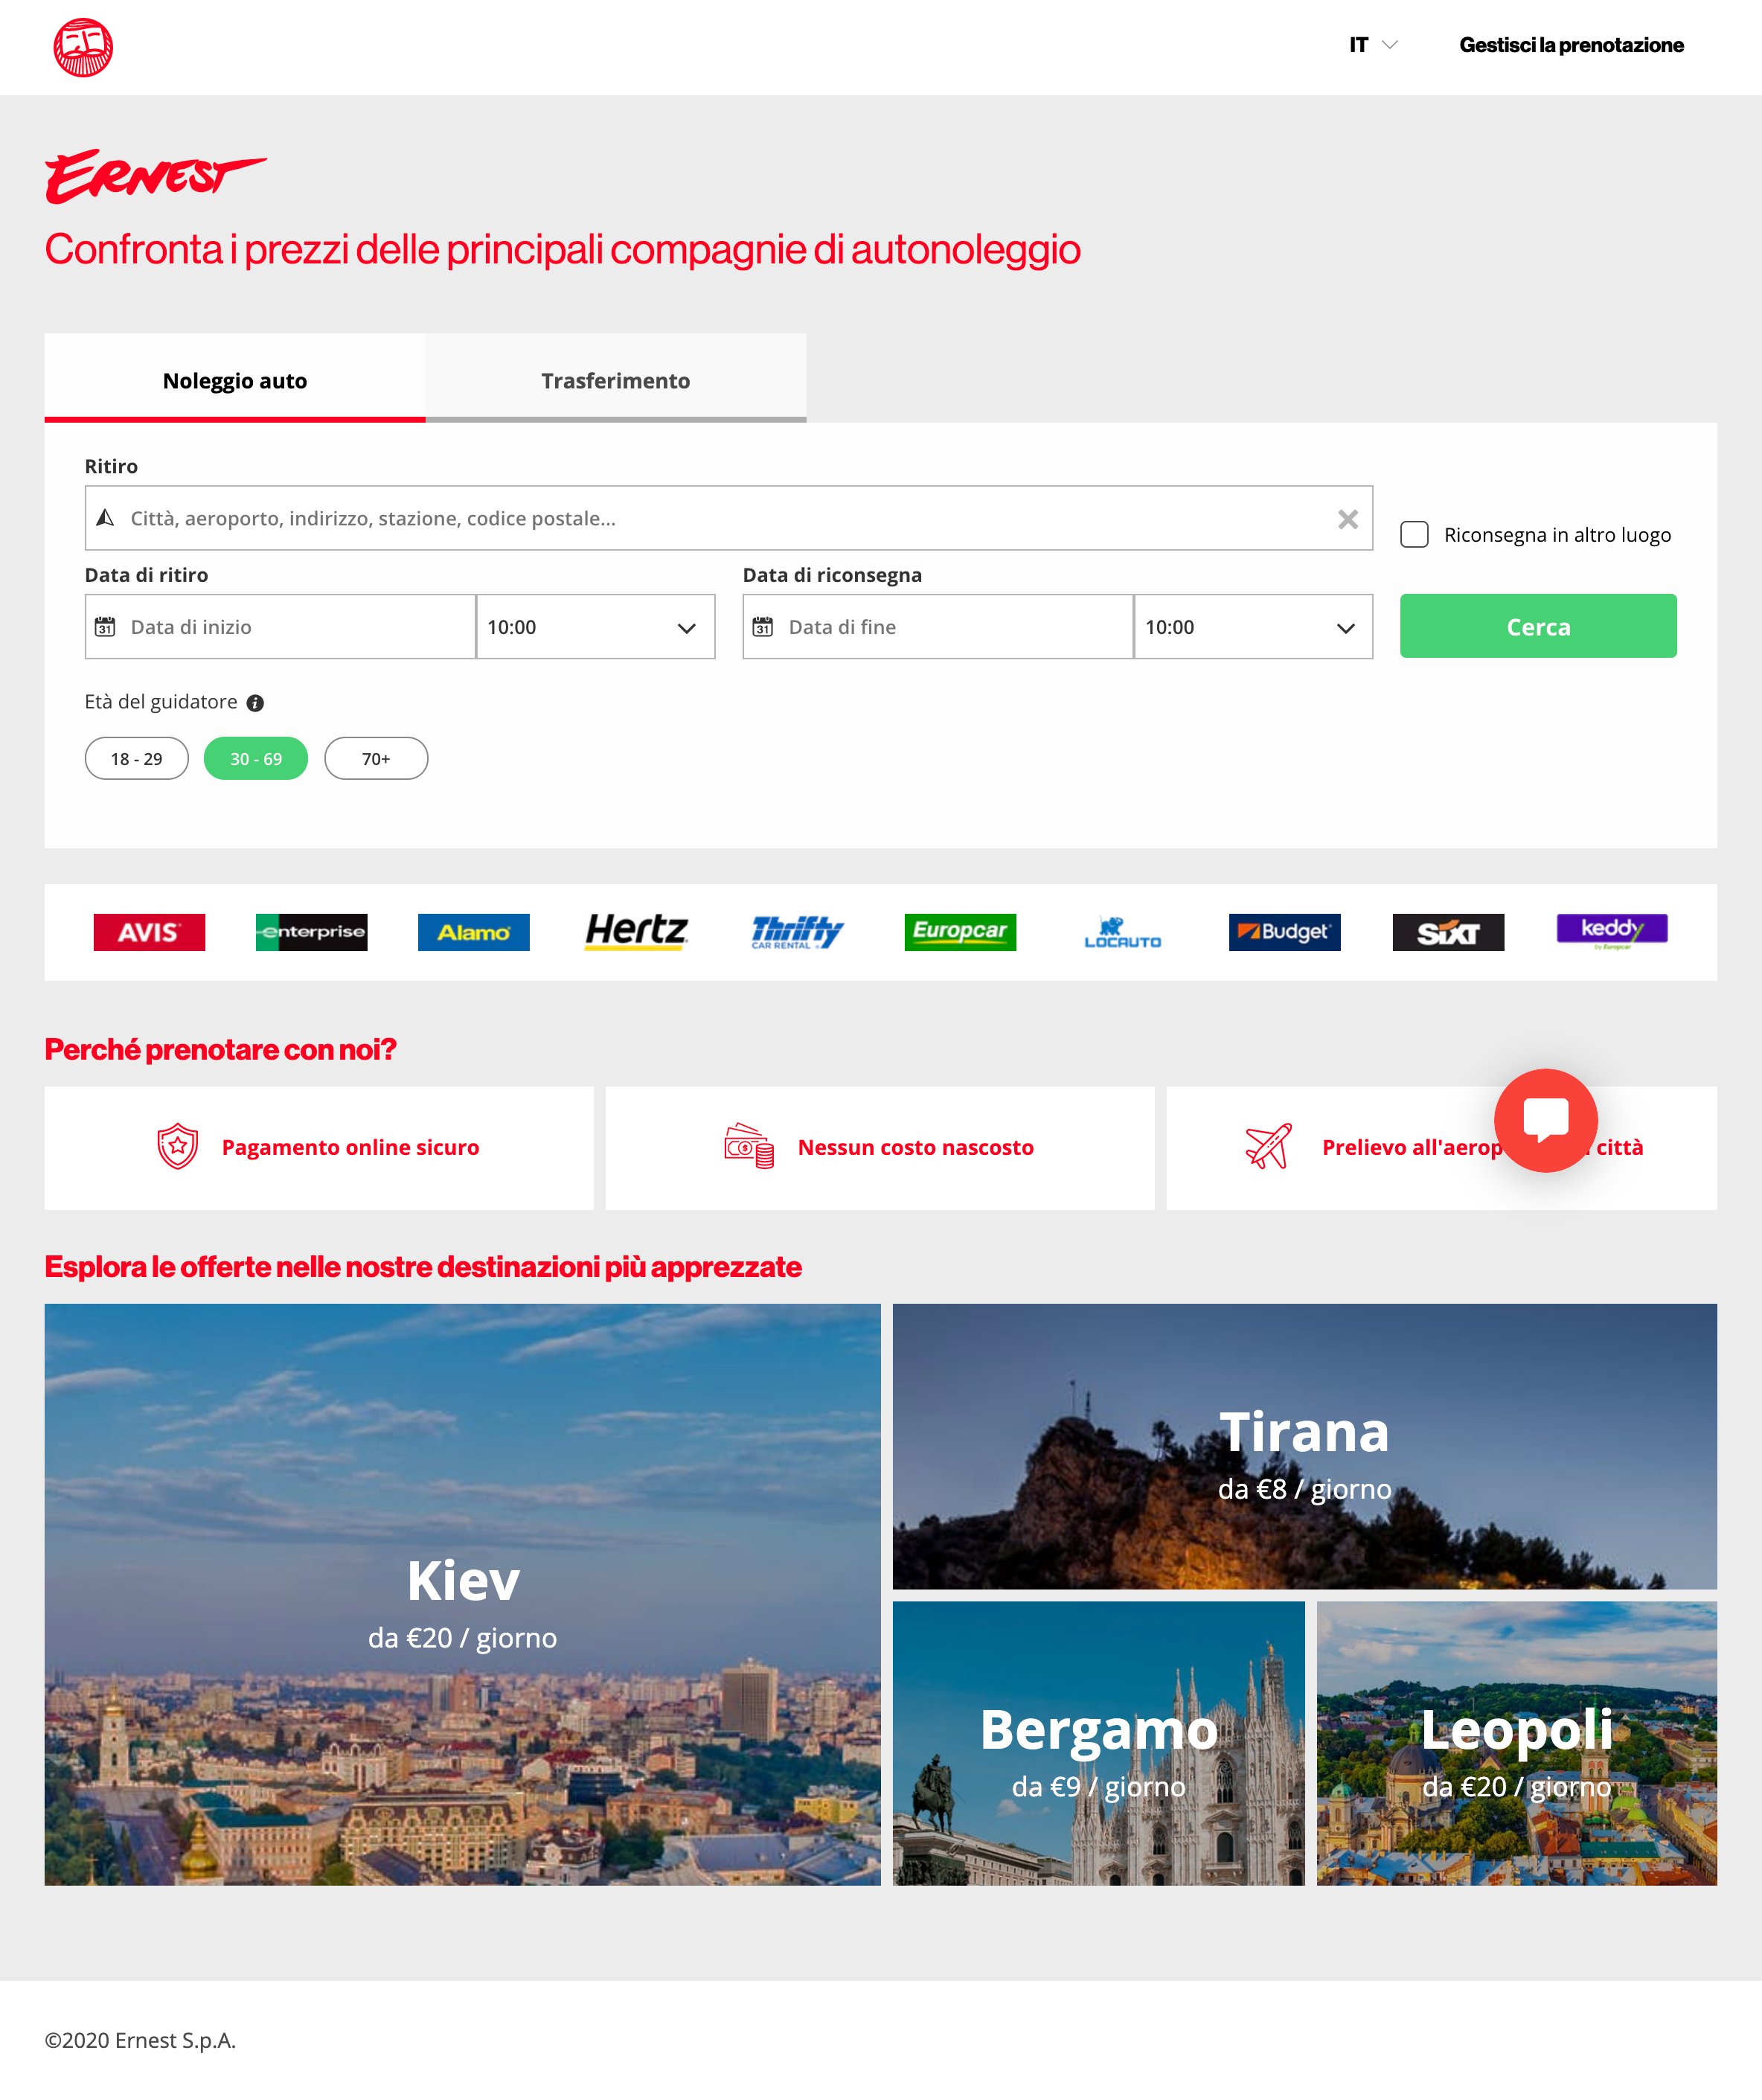 IT
Gestisci la prenotazione
ERNEST
Confronta i prezzi delle principali compagnie di autonoleggio
Noleggio auto
Trasferimento
Ritiro
Città, aeroporto, indirizzo, stazione, codice postale...
Riconsegna in altro luogo
Data di ritiro
Data di riconsegna
31 Data di inizio
10:00
31 Data di fine
10:00
Cerca
Età del guidatore
18 - 29
30 - 69
70+
AVIS
enterprise
Alamo
Hertz
Thrifty
CAR RENTAL
Europcar
LOCAUTO
Budget
SIXT
keddy
by Europcar
Perché prenotare con noi?
Pagamento online sicuro
Nessun costo nascosto
Prelievo all'aerop città
Esplora le offerte nelle nostre destinazioni più apprezzate
Kiev
da €20 / giorno
Tirana
da €8 / giorno
Bergamo
da €9 / giorno
Leopoli
da €20 / giorno
©2020 Ernest S.p.A.